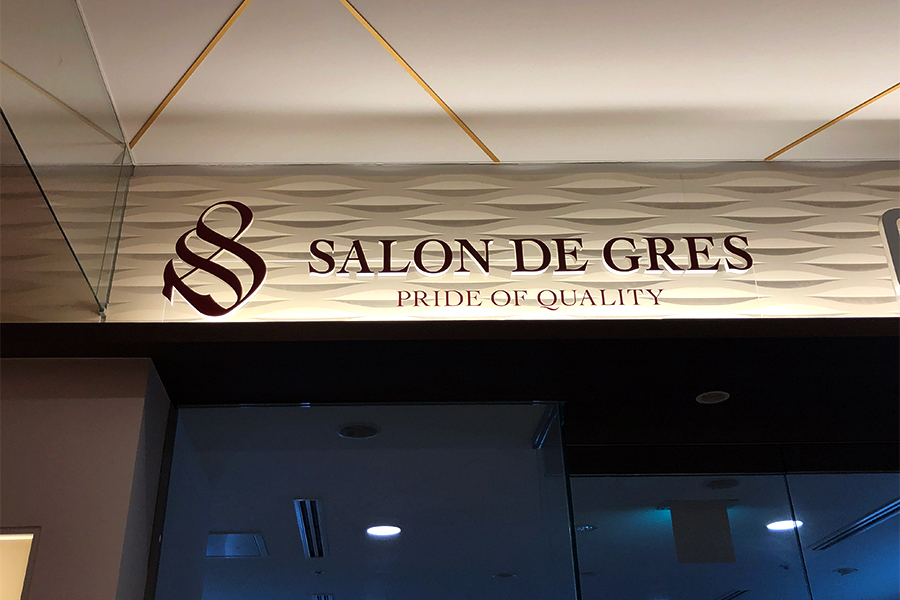 SALON DE GRES
PRIDE OF QUALITY